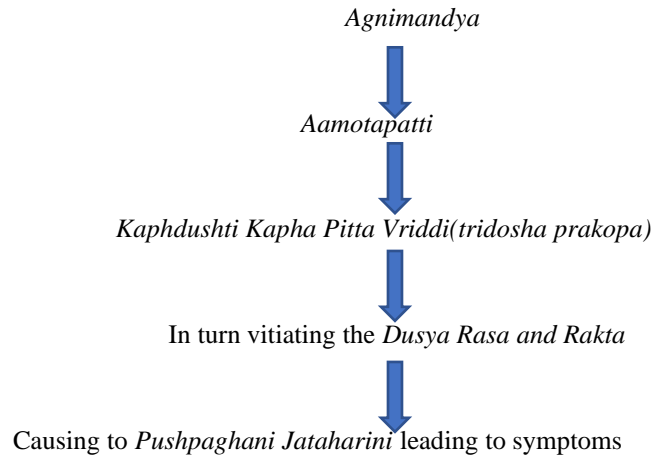 Agnimandya
Aamotapatti
Kaphdushti Kapha Pitta Vriddi(tridosha prakopa)
In turn vitiating the Dusya Rasa and Rakta
Causing to Pushpaghani Jataharini leading to symptoms